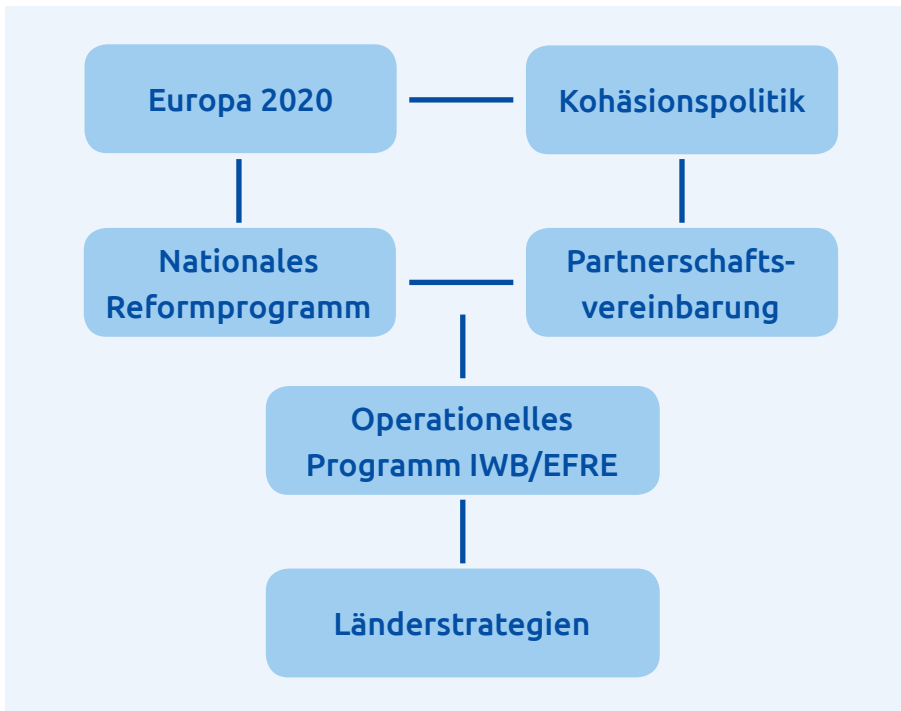 Europa 2020
Kohäsionspolitik
Nationales
Reformprogramm
Partnerschafts-
vereinbarung
Operationelles
Programm IWB/EFRE
Länderstrategien